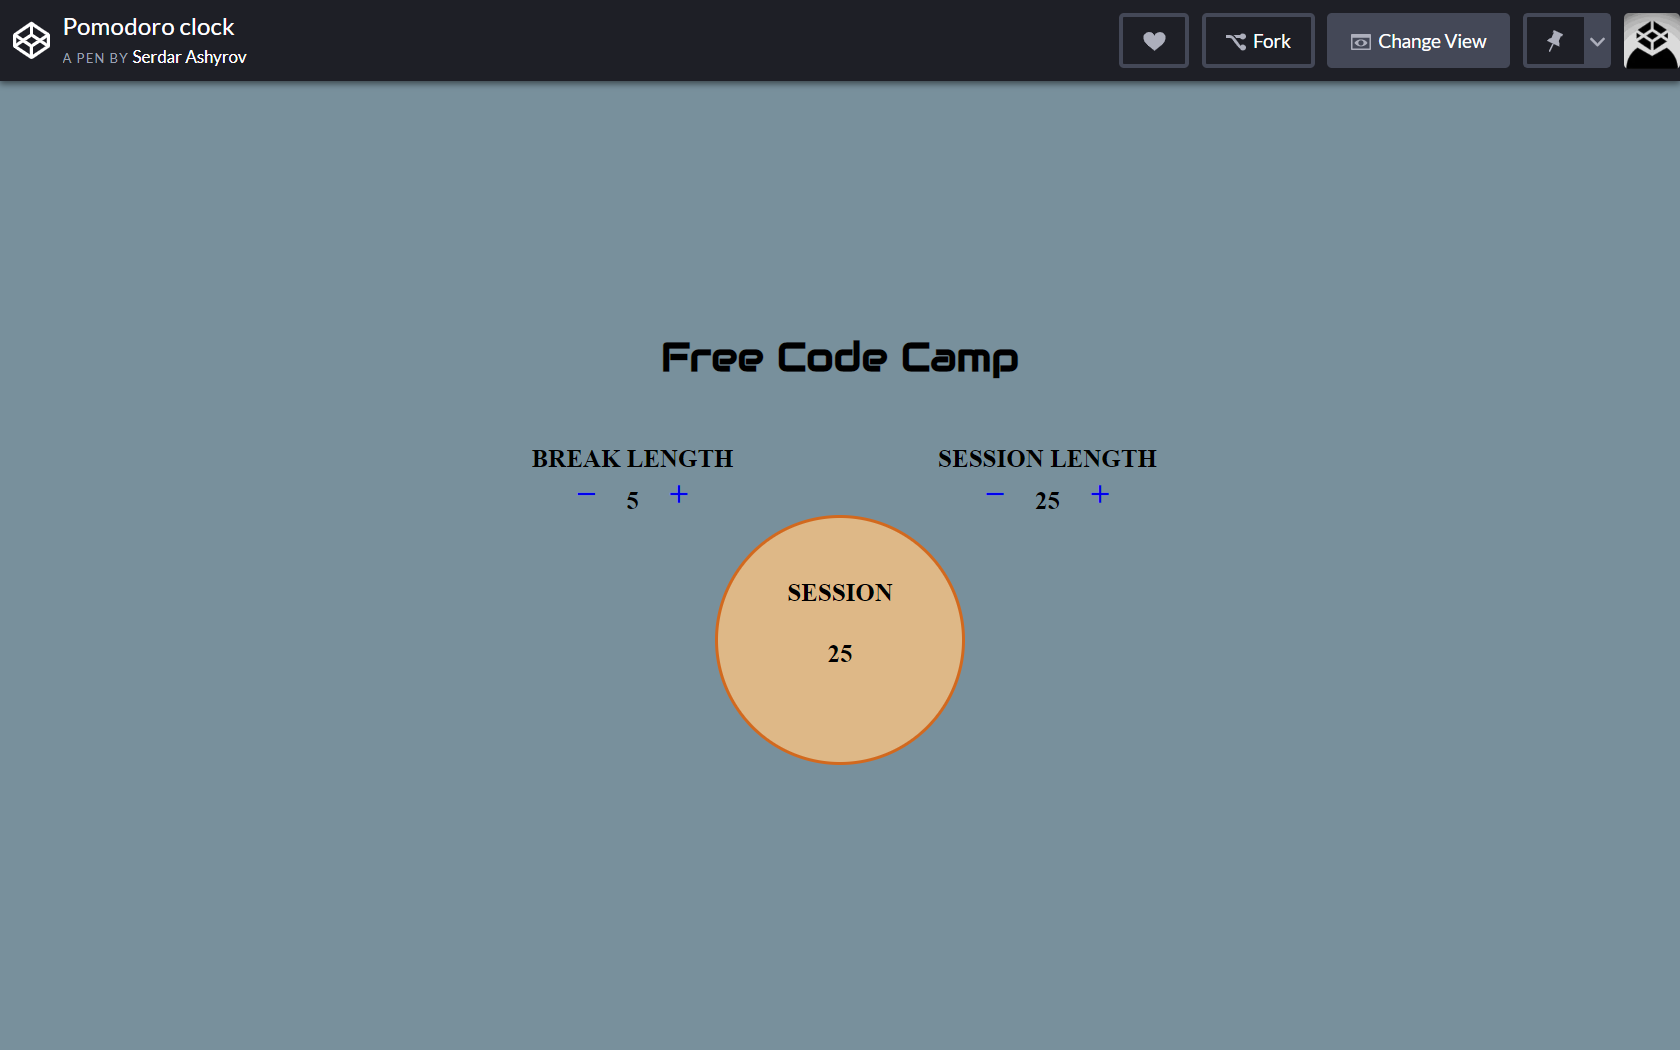 Pomodoro clock
A PEN BY Serdar Ashyrov
Fork
Change View
Free Code Camp
BREAK LENGTH
− 5 +
SESSION LENGTH
− 25 +
SESSION
25